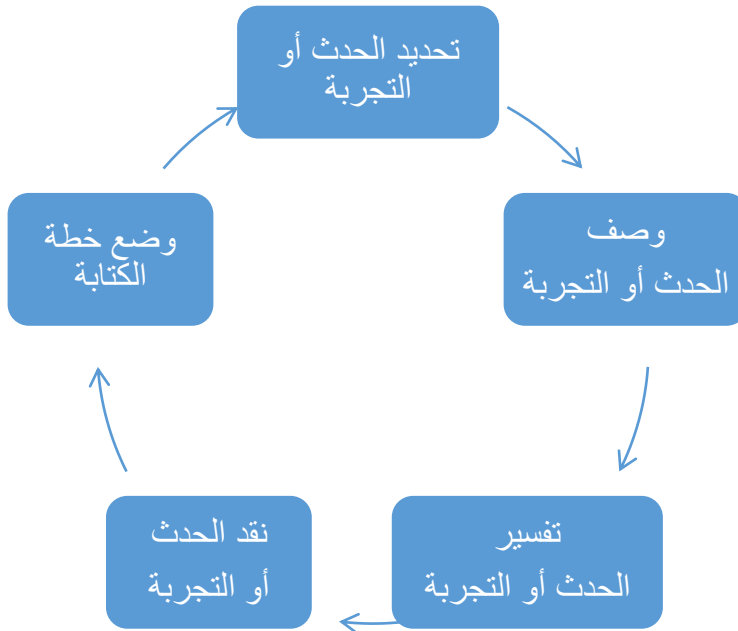 تحديد الحدث أو
التجربة
وصف
الحدث أو التجربة
تفسير
الحدث أو التجربة
نقد الحدث
أو التجربة
وضع خطة
الكتابة